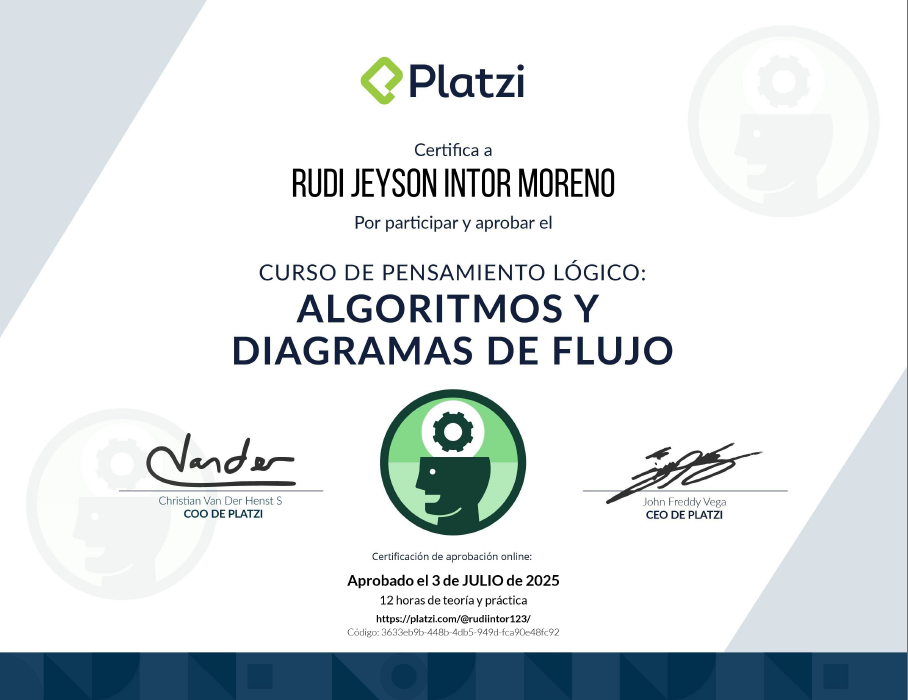 Platzi
Certifica a
RUDI JEYSON INTOR MORENO
Por participar y aprobar el
CURSO DE PENSAMIENTO LÓGICO:
ALGORITMOS Y
DIAGRAMAS DE FLUJO
Vander
Christian Van Der Henst S
COO DE PLATZI
John Freddy Vega
CEO DE PLATZI
Certificación de aprobación online:
Aprobado el 3 de JULIO de 2025
12 horas de teoría y práctica
https://platzi.com/@rudiintor123/
Código: 3633eb9b-448b-4db5-949d-fca90e48fc92